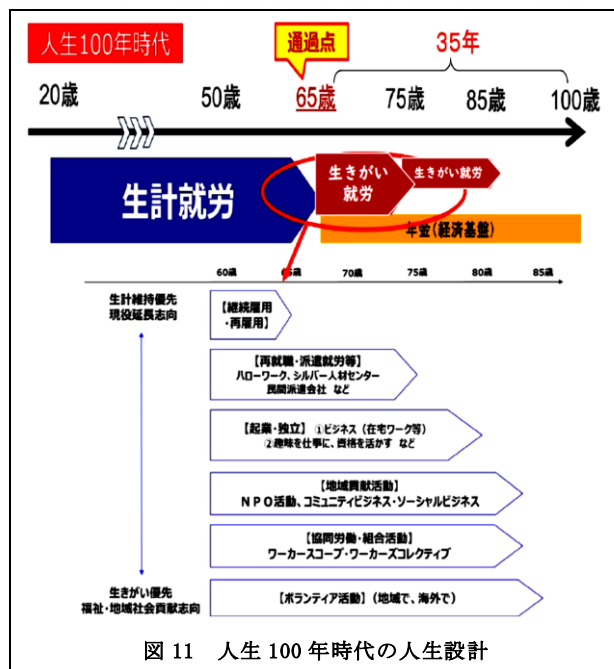 人生100年時代
通過点
35年
20歳
50歳
65歳
75歳
85歳
100歳
生計就労
生きがい
就労
生きがい就労
年金(経済基盤)
60歳
65歳
70歳
75歳
80歳
85歳
生計維持優先
現役延長志向
【継続雇用
・再雇用】
【再就職・派遣就労等】
ハローワーク、シルバー人材センター
民間派遣会社 など
【起業・独立】 ①ビジネス（在宅ワーク等）
②趣味を仕事に、資格を活かす など
【地域貢献活動】
ＮＰＯ活動、コミュニティビジネス・ソーシャルビジネス
【協同労働・組合活動】
ワーカースコープ・ワーカーズコレクティブ
生きがい優先
福祉・地域社会貢献志向
【ボランティア活動】（地域で、海外で）
図 11 人生 100 年時代の人生設計